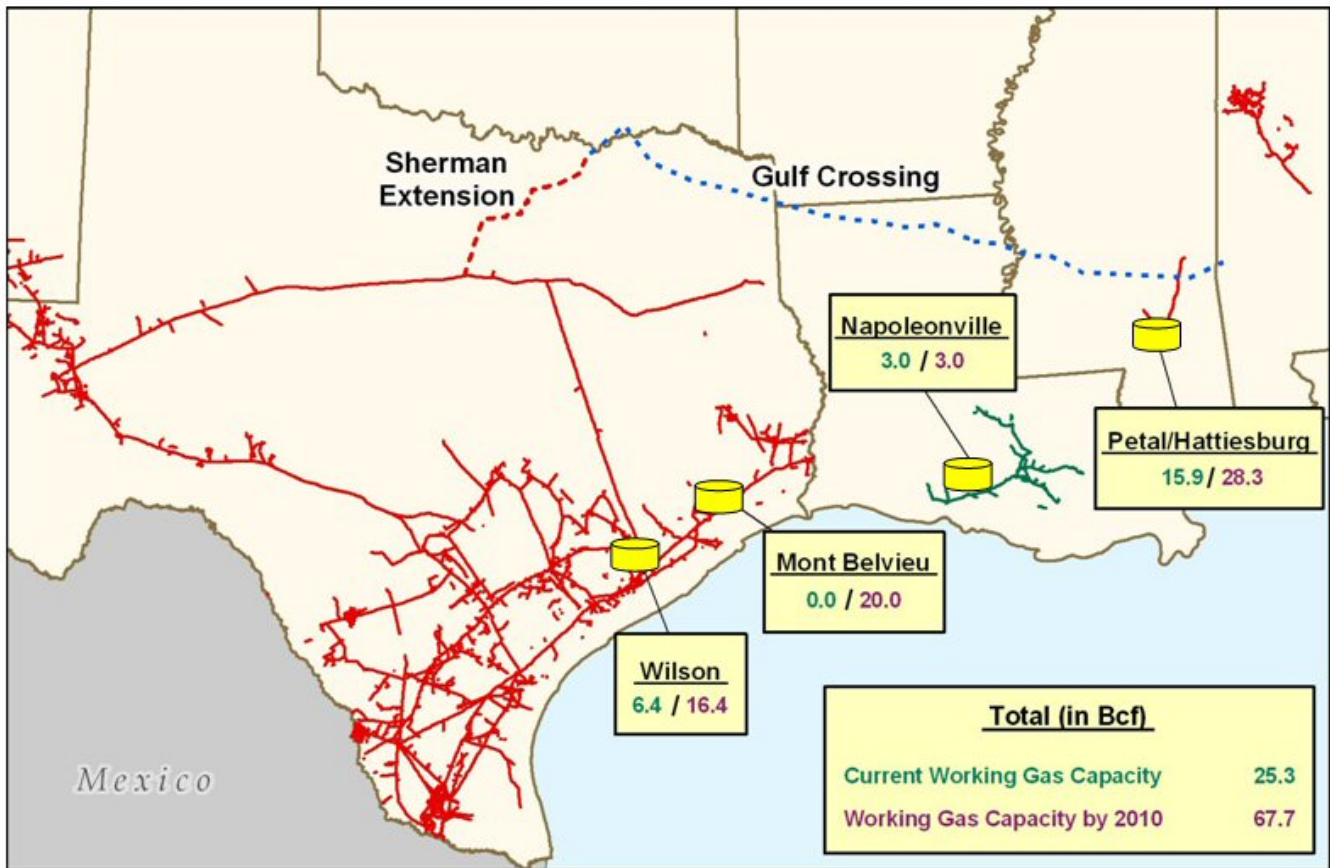 Sherman
Extension
Gulf Crossing
Napoleonville
3.0 / 3.0
Petal/Hattiesburg
15.9 / 28.3
Mont Belvieu
0.0 / 20.0
Wilson
6.4 / 16.4
Mexico
Total (in Bcf)
Current Working Gas Capacity 25.3
Working Gas Capacity by 2010 67.7